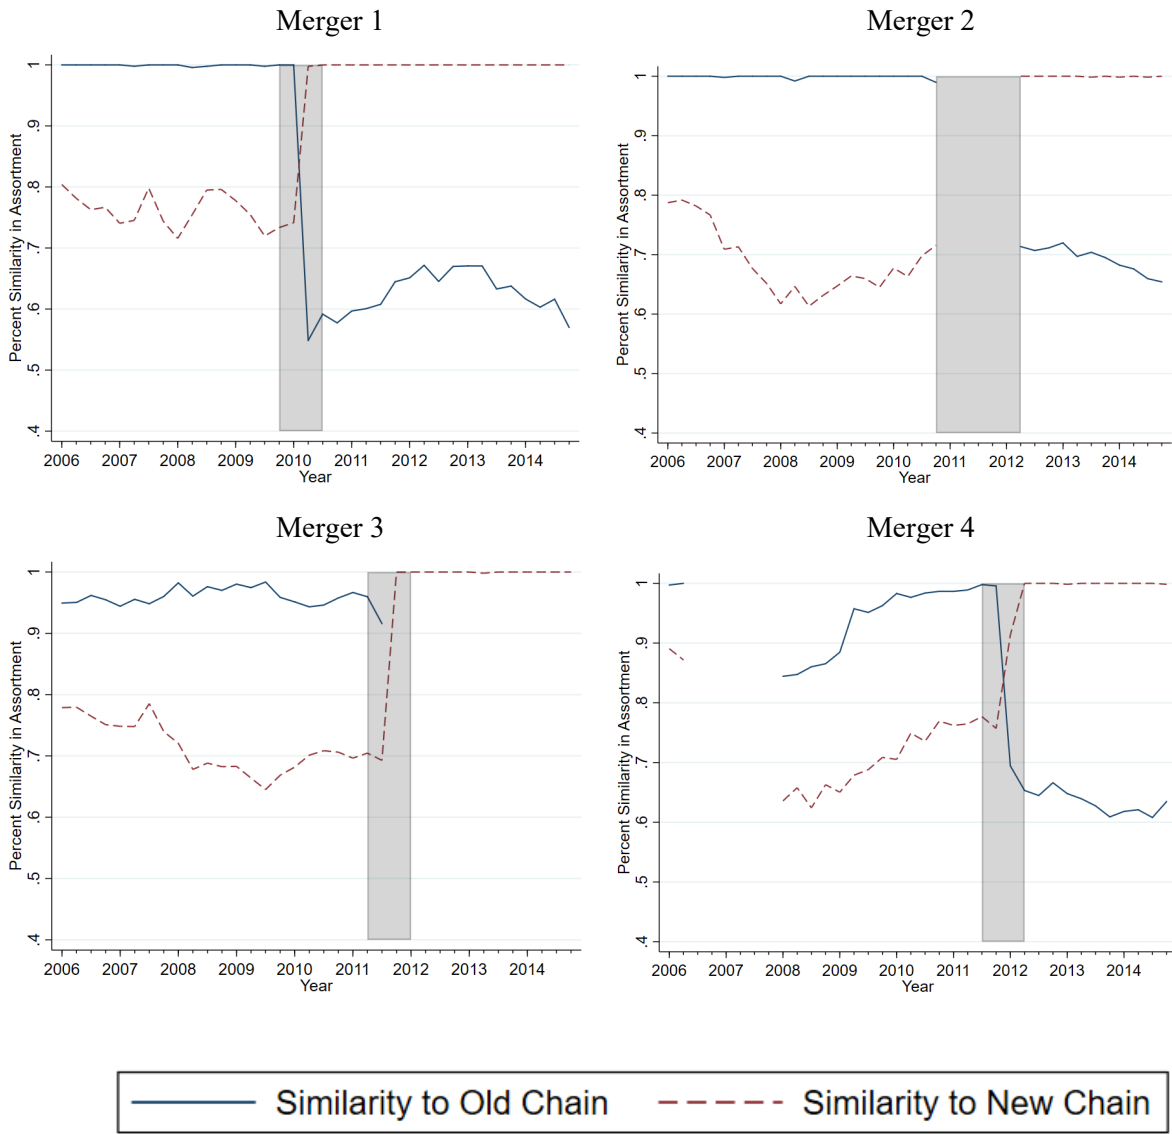 Merger 1
Percent Similarity in Assortment
1
.9
.8
.7
.6
.5
.4
2006 2007 2008 2009 2010 2011 2012 2013 2014
Year
Merger 2
Percent Similarity in Assortment
1
.9
.8
.7
.6
.5
.4
2006 2007 2008 2009 2010 2011 2012 2013 2014
Year
Merger 3
Percent Similarity in Assortment
1
.9
.8
.7
.6
.5
.4
2006 2007 2008 2009 2010 2011 2012 2013 2014
Year
Merger 4
Percent Similarity in Assortment
1
.9
.8
.7
.6
.5
.4
2006 2007 2008 2009 2010 2011 2012 2013 2014
Year
Similarity to Old Chain Similarity to New Chain